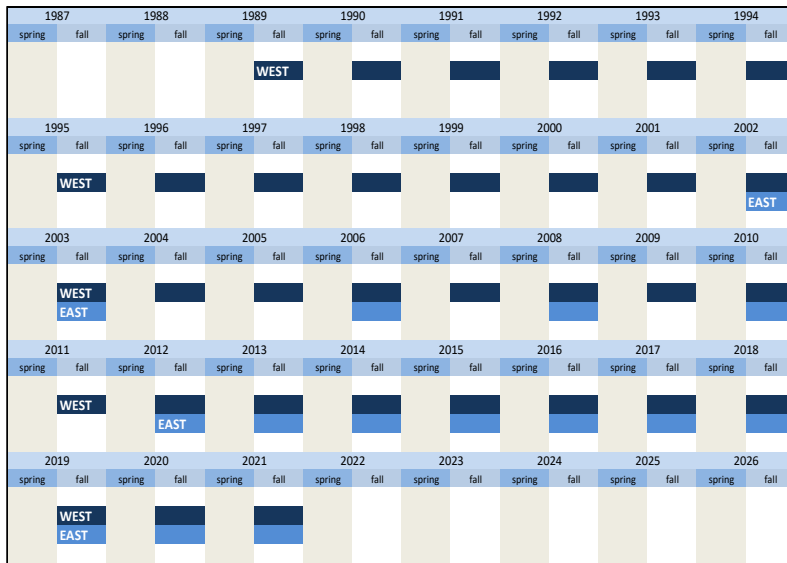 1987 1988 1989 1990 1991 1992 1993 1994
spring fall spring fall spring fall spring fall spring fall spring fall spring fall spring fall
WEST
1995 1996 1997 1998 1999 2000 2001 2002
spring fall spring fall spring fall spring fall spring fall spring fall spring fall spring fall
WEST
EAST
2003 2004 2005 2006 2007 2008 2009 2010
spring fall spring fall spring fall spring fall spring fall spring fall spring fall spring fall
WEST
EAST
2011 2012 2013 2014 2015 2016 2017 2018
spring fall spring fall spring fall spring fall spring fall spring fall spring fall spring fall
WEST
EAST
2019 2020 2021 2022 2023 2024 2025 2026
spring fall spring fall spring fall spring fall spring fall spring fall spring fall spring fall
WEST
EAST